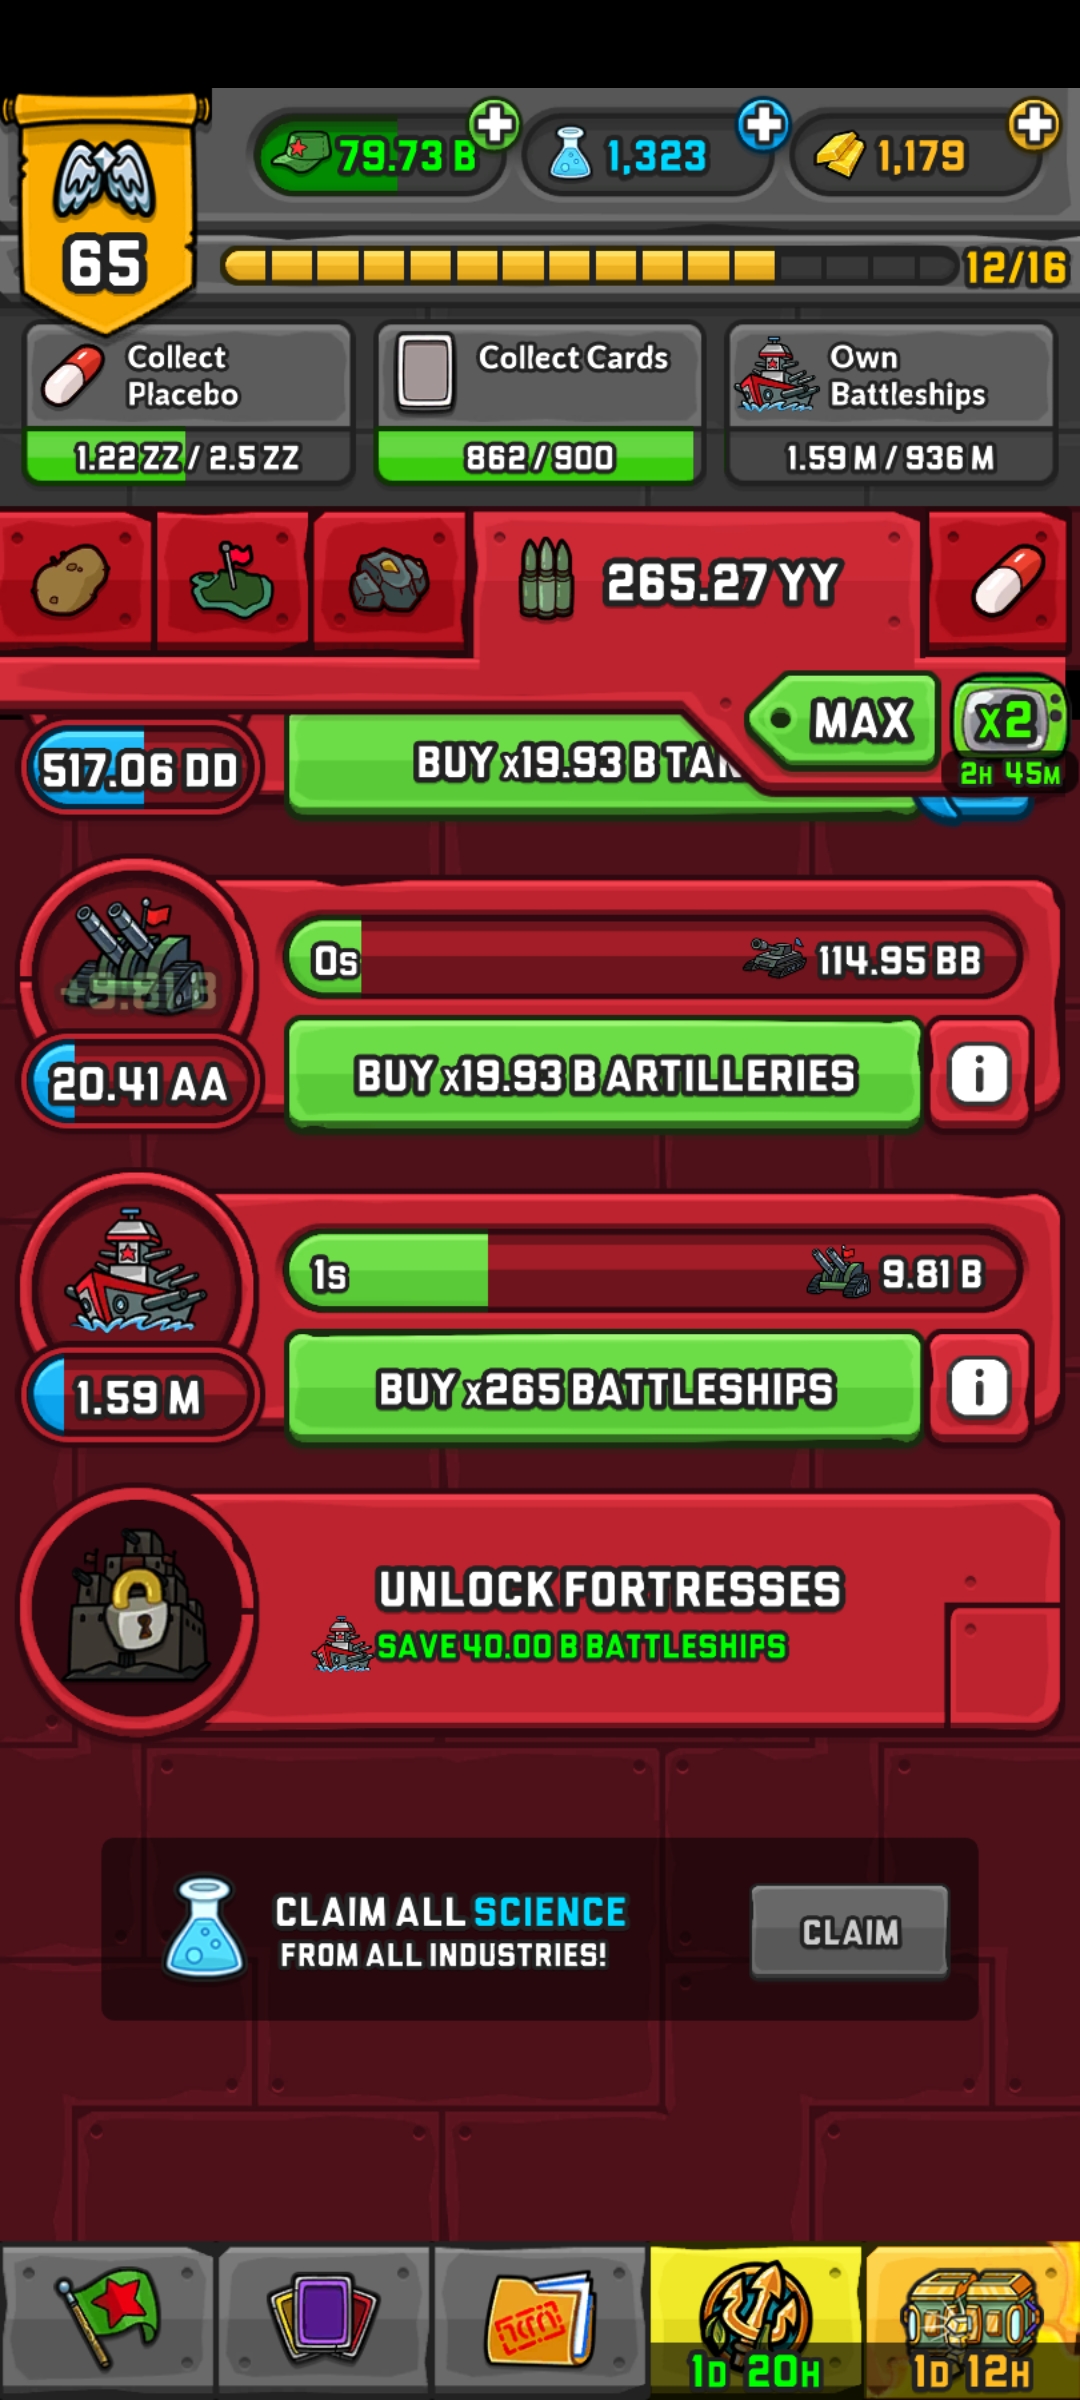 79.73 B
1,323
1,179
65
12/16
Collect
Placebo
1.22 ZZ / 2.5 ZZ
Collect Cards
862 / 900
Own
Battleships
1.59 M / 936 M
265.27 YY
MAX
x2
2H 45M
517.06 DD
BUY x19.93 B
0s
114.95 BB
20.41 AA
BUY x19.93 B ARTILLERIES
i
1s
9.81 B
1.59 M
BUY x265 BATTLESHIPS
i
UNLOCK FORTRESSES
SAVE 40.00 B BATTLESHIPS
CLAIM ALL SCIENCE
FROM ALL INDUSTRIES!
CLAIM
1D 20H
1D 12H